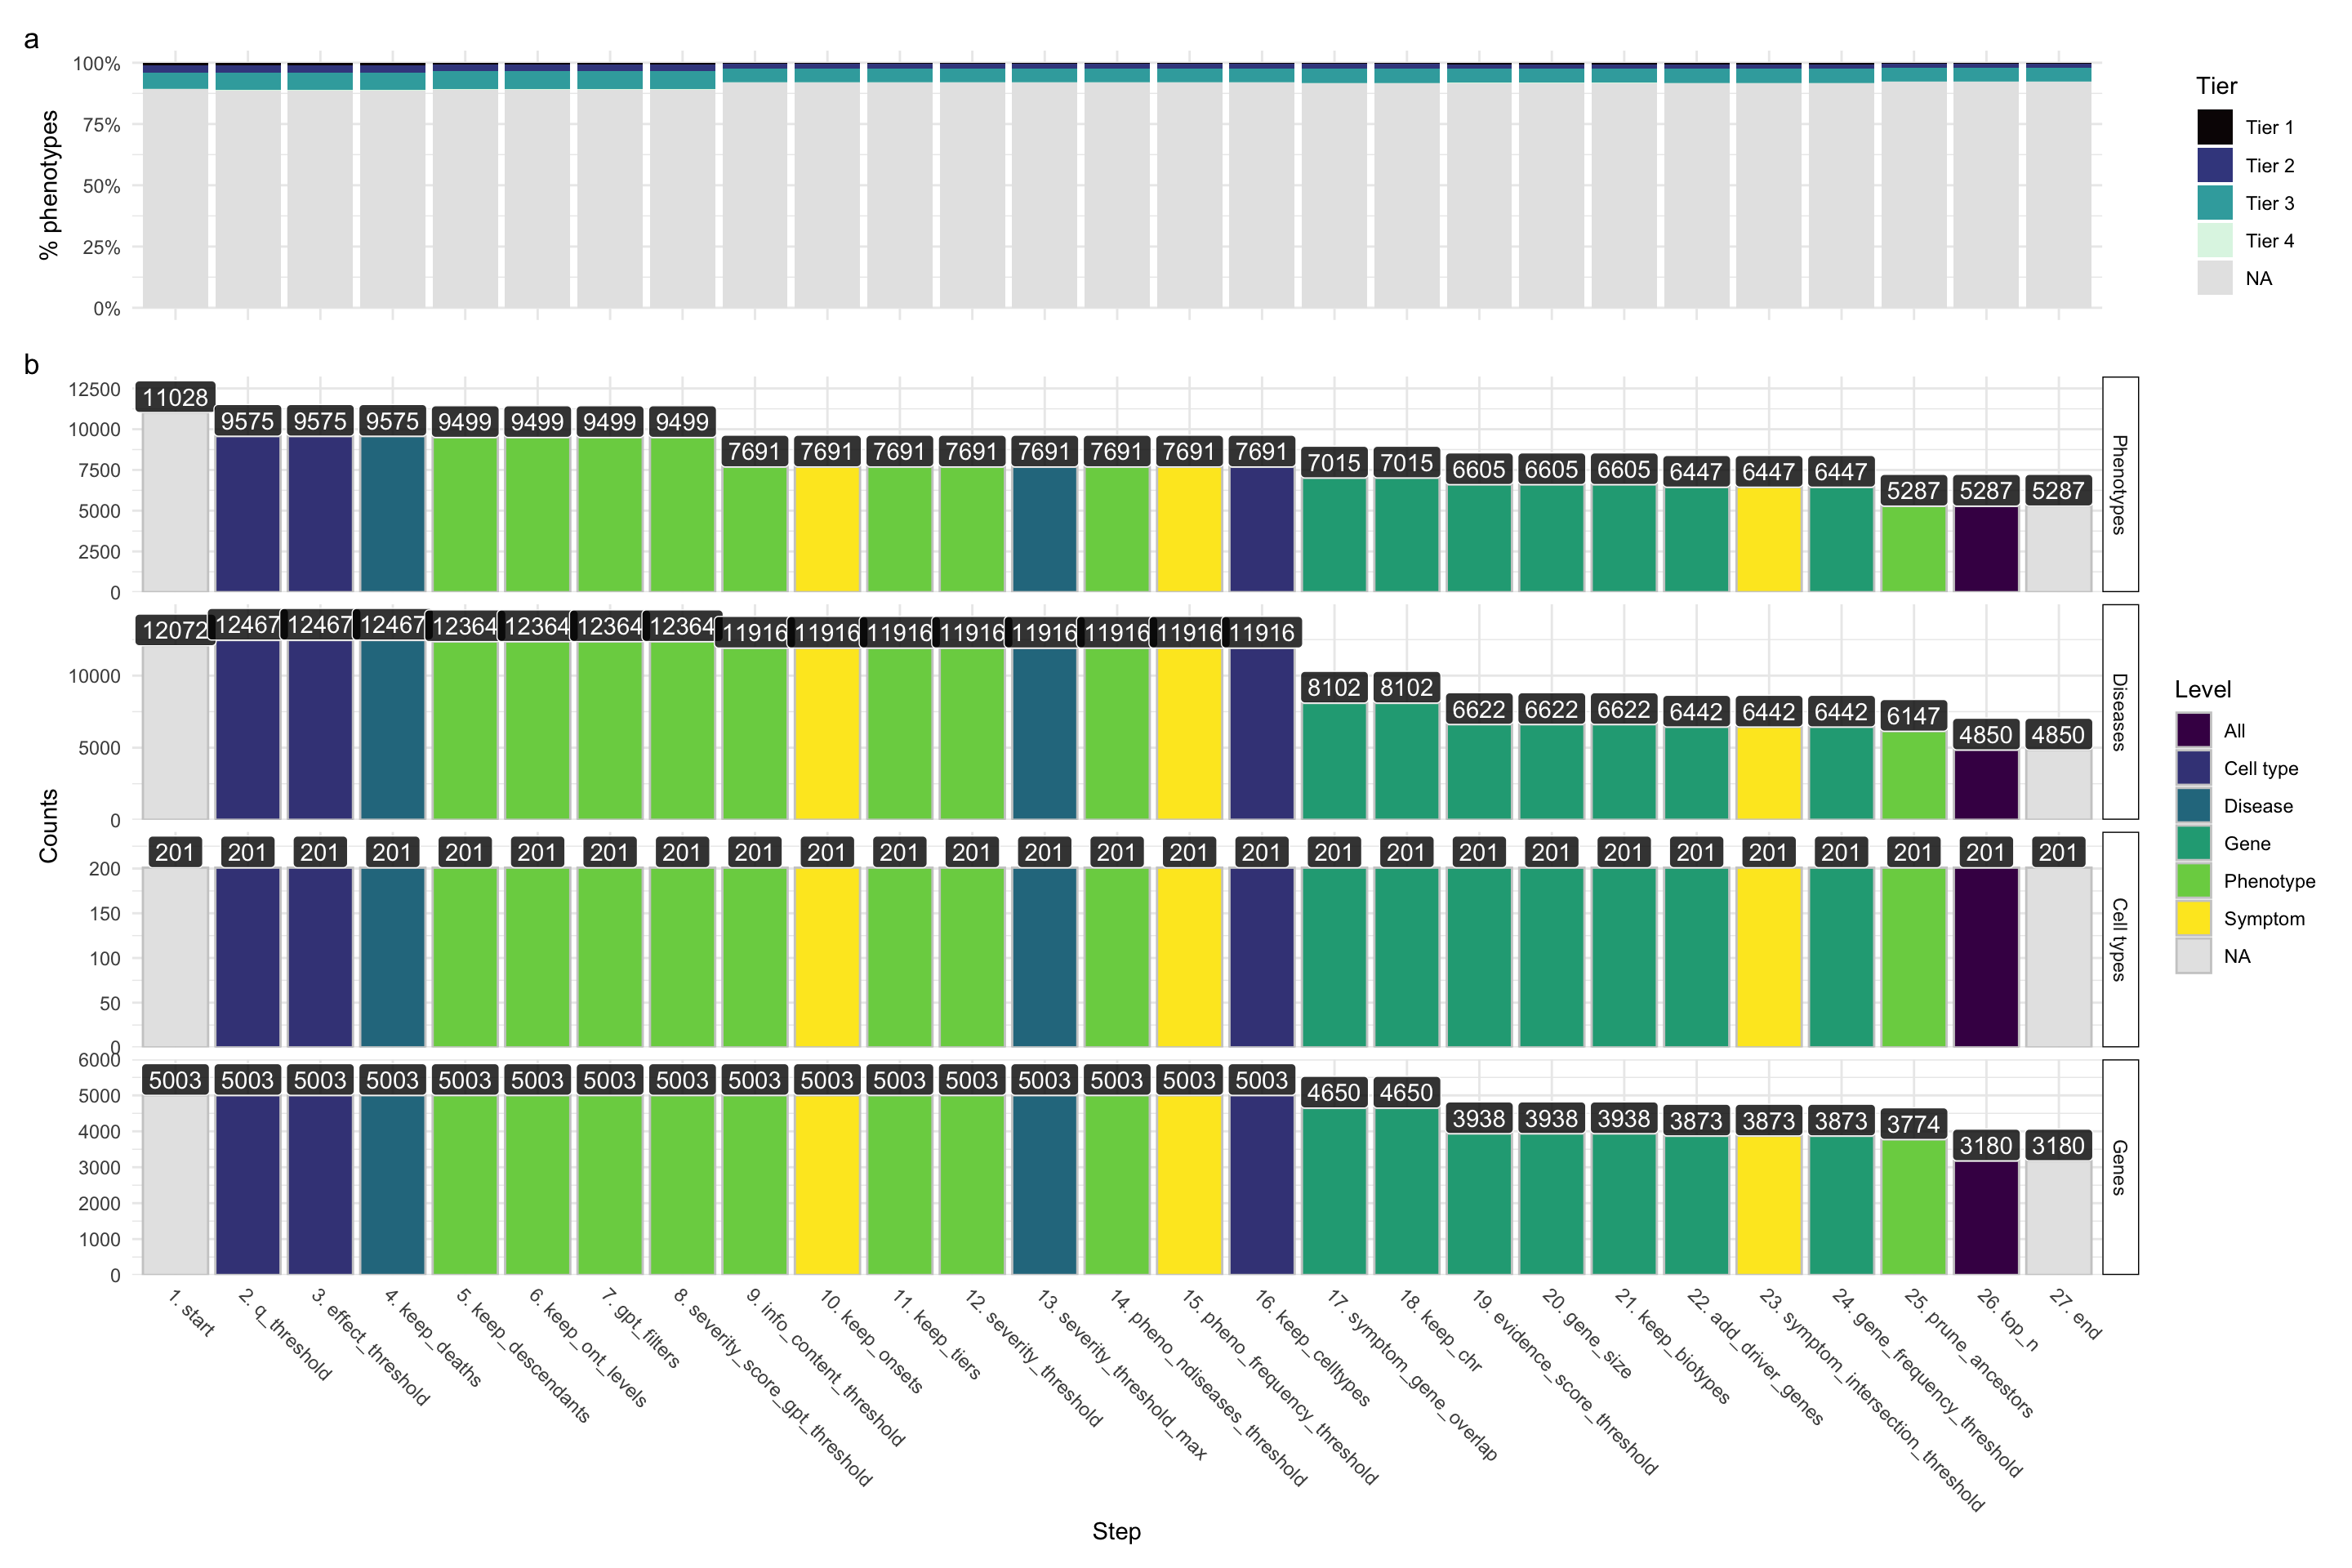 a
100%
75%
50%
25%
0%
% phenotypes
Tier
Tier 1
Tier 2
Tier 3
Tier 4
NA
b
Counts
12500
10000
7500
5000
2500
0
11028 9575 9575 9575 9499 9499 9499 9499 7691 7691 7691 7691 7691 7691 7691 7691 7015 7015 6605 6605 6605 6447 6447 6447 5287 5287 5287
Phenotypes
10000
5000
0
12072 12467 12467 12467 12364 12364 12364 12364 11916 11916 11916 11916 11916 11916 11916 11916 8102 8102 6622 6622 6622 6442 6442 6442 6147 4850 4850
Diseases
200
150
100
50
0
201 201 201 201 201 201 201 201 201 201 201 201 201 201 201 201 201 201 201 201 201 201 201 201 201 201 201
Cell types
6000
5000
4000
3000
2000
1000
0
5003 5003 5003 5003 5003 5003 5003 5003 5003 5003 5003 5003 5003 5003 5003 5003 4650 4650 3938 3938 3938 3873 3873 3873 3774 3180 3180
Genes
1. start
2. q_threshold
3. effect_threshold
4. keep_deaths
5. keep_descendants
6. keep_ont_levels
7. gpt_filters
8. severity_score_gpt_threshold
9. info_content_threshold
10. keep_onsets
11. keep_tiers
12. severity_threshold
13. severity_threshold_max
14. pheno_ndiseases_threshold
15. pheno_frequency_threshold
16. keep_celltypes
17. symptom_gene_overlap
18. keep_chr
19. evidence_score_threshold
20. gene_size
21. keep_biotypes
22. add_driver_genes
23. symptom_intersection_threshold
24. gene_frequency_threshold
25. prune_ancestors
26. top_n
27. end
Step
Level
All
Cell type
Disease
Gene
Phenotype
Symptom
NA